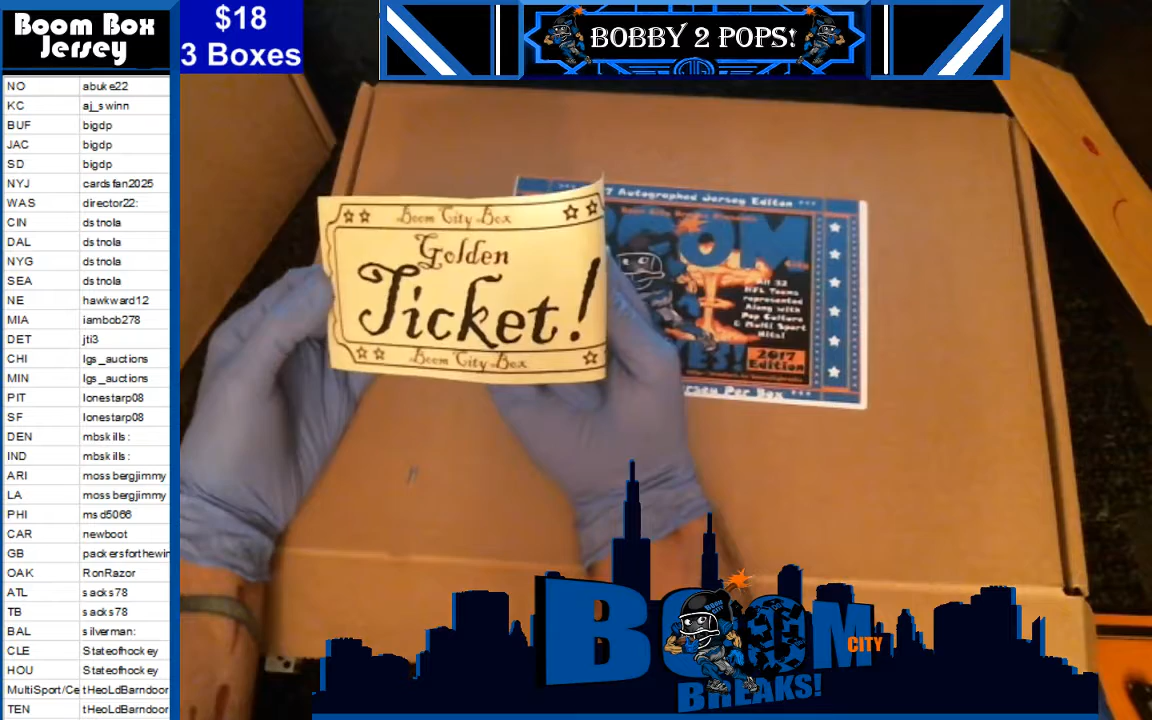 Boom Box
Jersey
NO abuke22
KC aj_swinn
BUF bigdp
JAC bigdp
SD bigdp
NYJ cardsfan2025
WAS director22:
CIN dstnola
DAL dstnola
NYG dstnola
SEA dstnola
NE hawkward12
MIA iambob278
DET jti3
CHI lgs_auctions
MIN lgs_auctions
PIT lonestarp08
SF lonestarp08
DEN mbskills:
IND mbskills:
ARI mossbergjimmy
LA mossbergjimmy
PHI msd5066
CAR newboot
GB packersforthewin
OAK RonRazor
ATL sacks78
TB sacks78
BAL silverman:
CLE Stateofhockey
HOU Stateofhockey
MultiSport/Ce tHeoLdBarndoor
TEN tHeoLdBarndoor
$18
3 Boxes
BOBBY 2 POPS!
Boom City Box
Golden
Ticket!
Boom City Box
7 Autographed Jersey Edition
BOOM
All 32
NFL Teams
represented
Along with
Pop Culture
& Multi Sport
Hits!
2017
Edition
Jersey Per Box
BOOM
CITY
BREAKS!